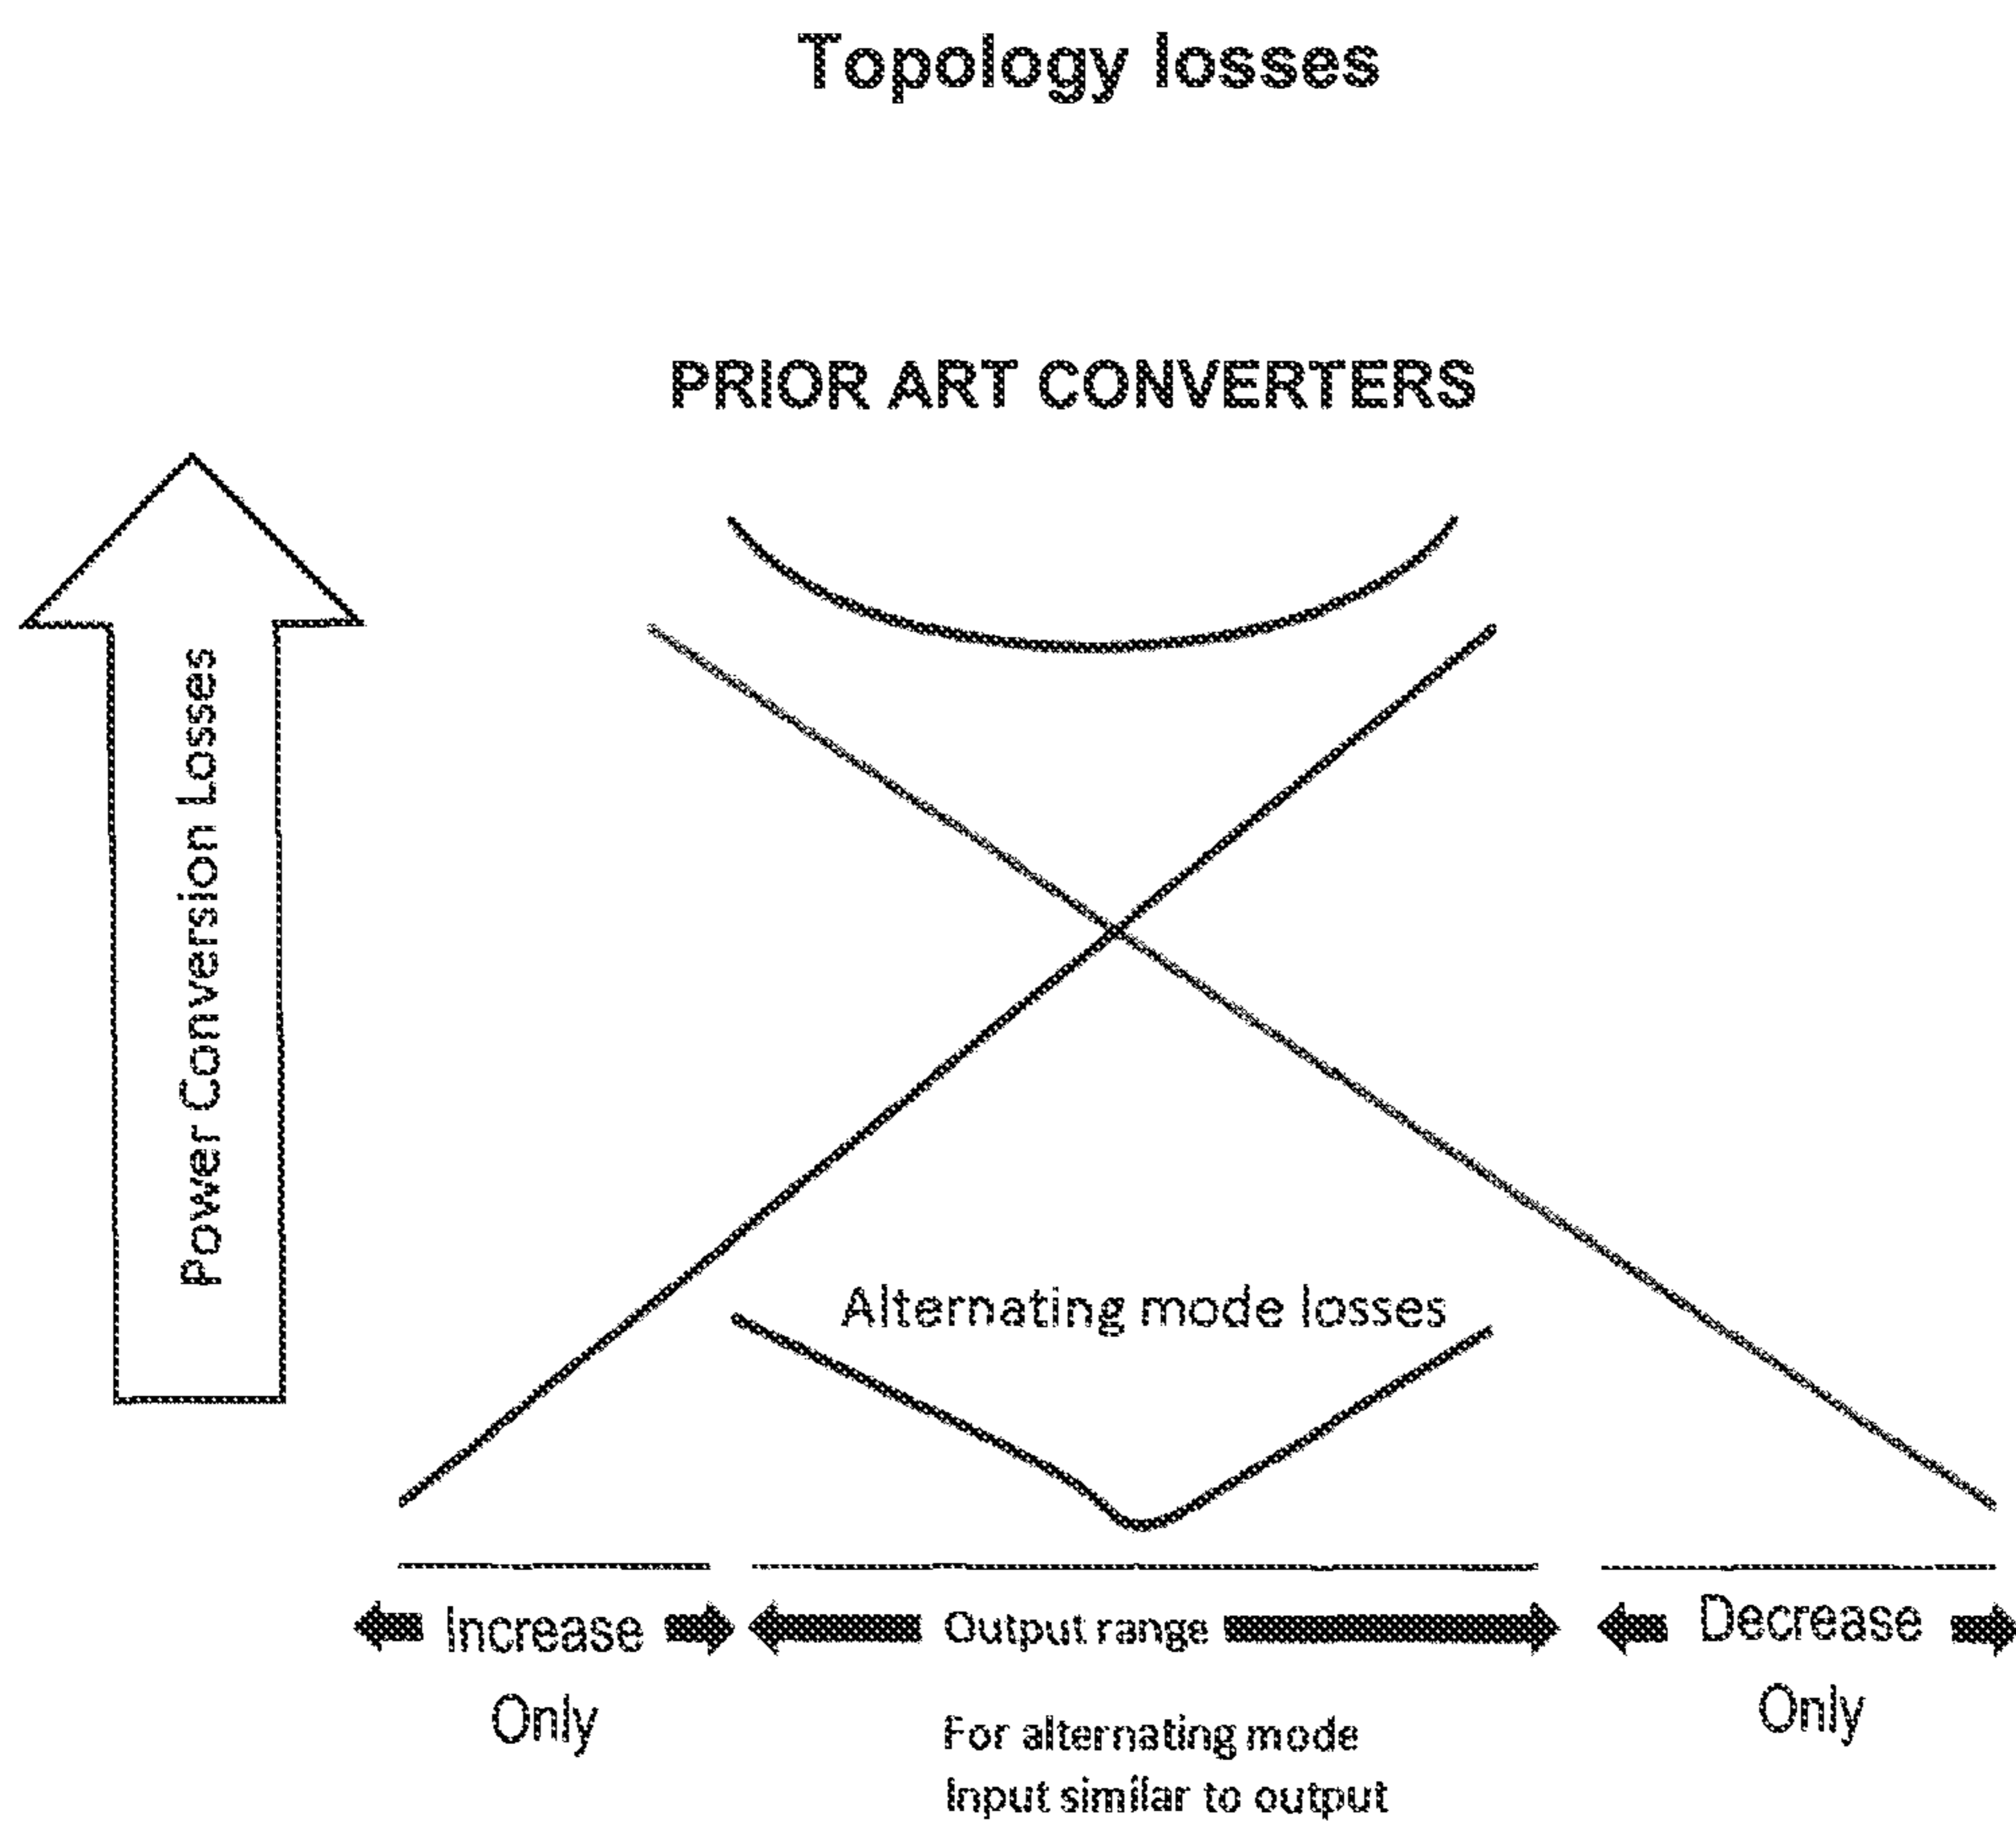 Topology losses
PRIOR ART CONVERTERS
Power Conversion Losses
Alternating mode losses
Increase
Only
Output range
For alternating mode
Input similar to output
Decrease
Only